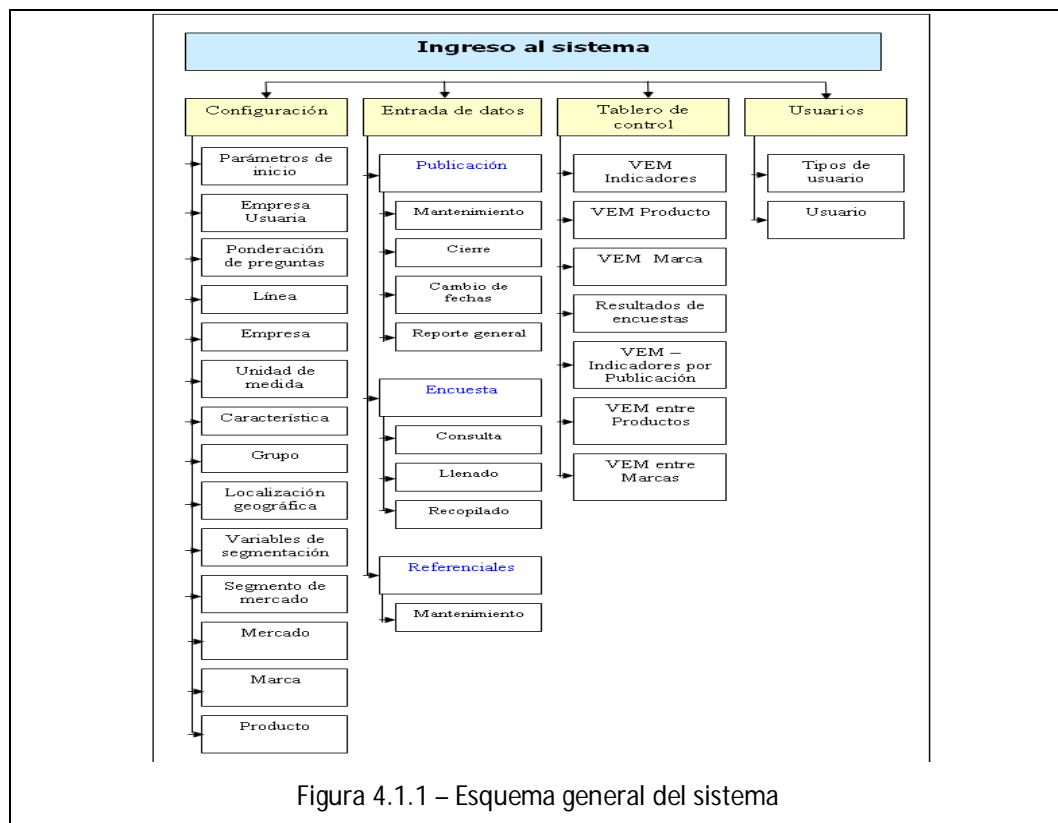 Ingreso al sistema
Configuración
Parámetros de
inicio
Empresa
Usuaria
Ponderación
de preguntas
Línea
Empresa
Unidad de
medida
Característica
Grupo
Localización
geográfica
Variables de
segmentación
Segmento de
mercado
Mercado
Marca
Producto
Entrada de datos
Publicación
Mantenimiento
Cierre
Cambio de
fechas
Reporte general
Encuesta
Consulta
Llenado
Recopilado
Referenciales
Mantenimiento
Tablero de
control
VEM
Indicadores
VEM Producto
VEM Marca
Resultados de
encuestas
VEM –
Indicadores por
Publicación
VEM entre
Productos
VEM entre
Marcas
Usuarios
Tipos de
usuario
Usuario
Figura 4.1.1 – Esquema general del sistema